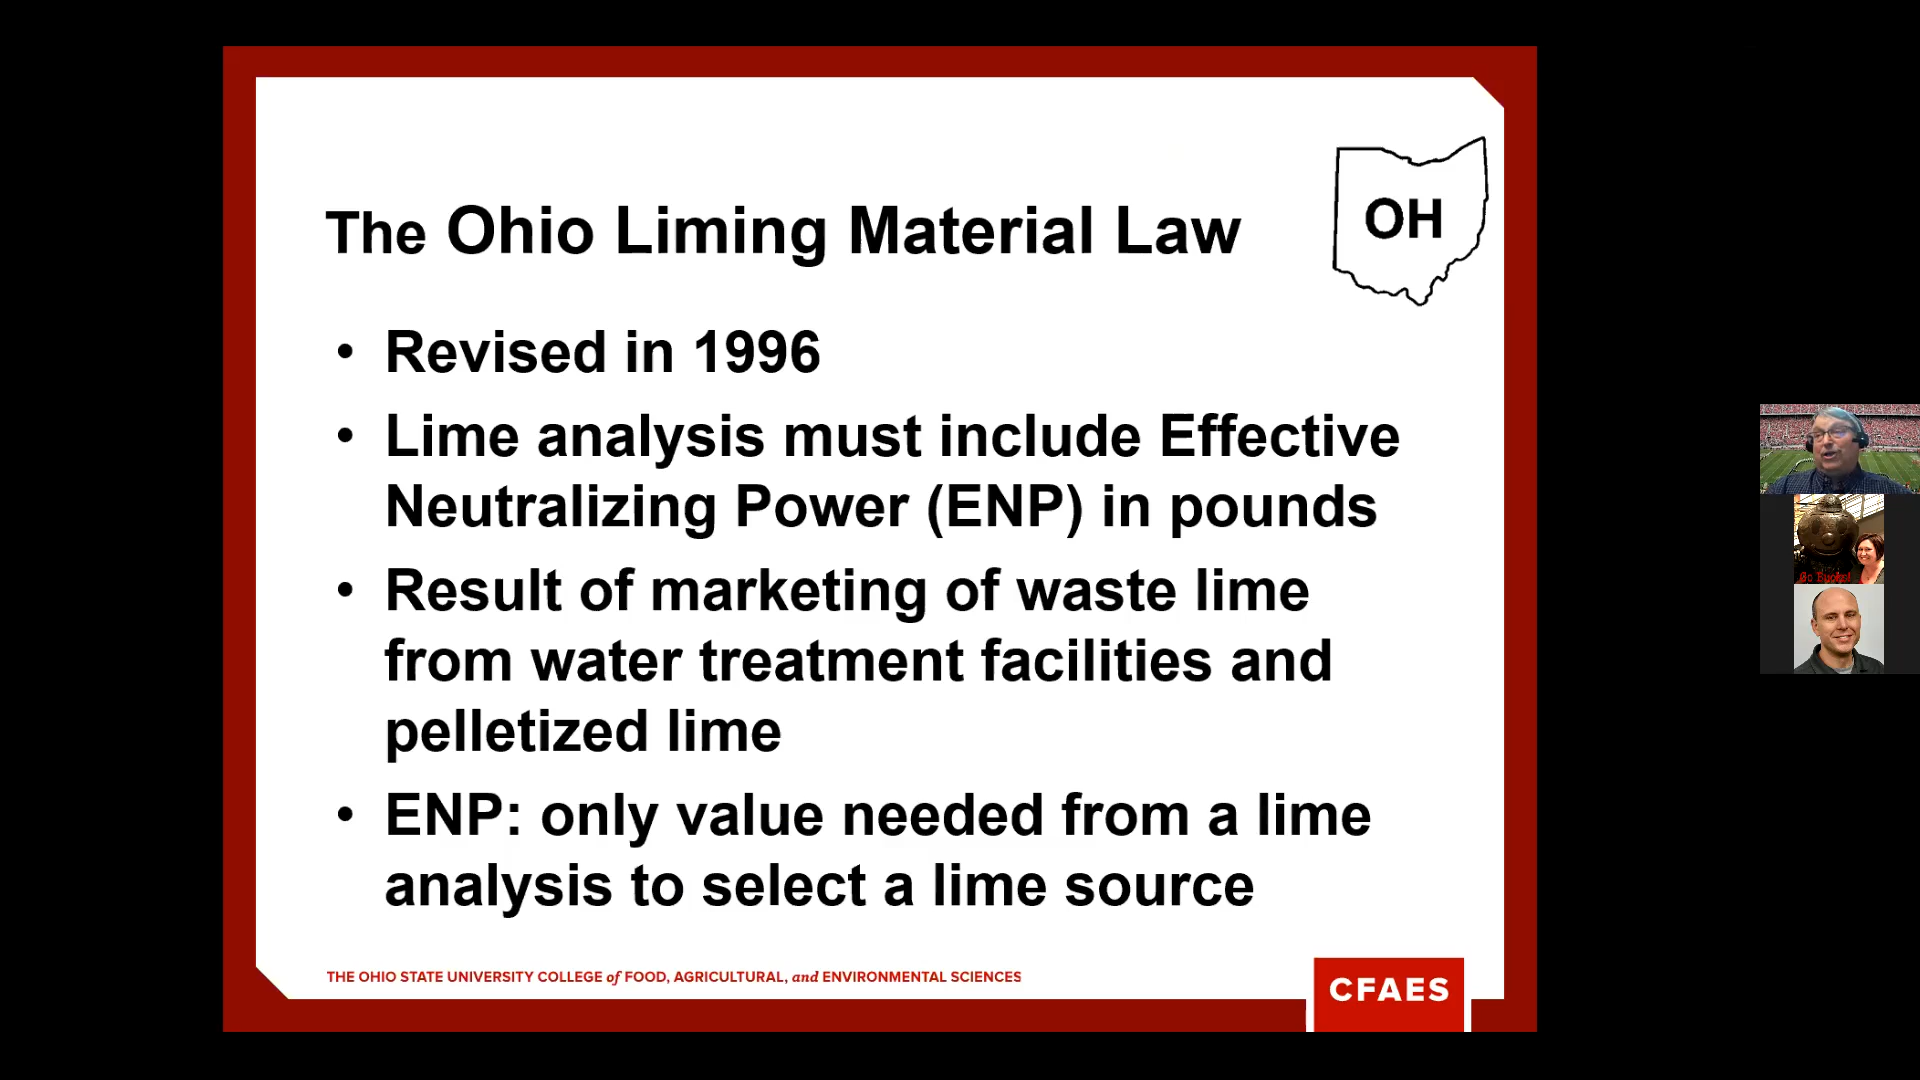 The Ohio Liming Material Law
OH
• Revised in 1996
• Lime analysis must include Effective
Neutralizing Power (ENP) in pounds
• Result of marketing of waste lime
from water treatment facilities and
pelletized lime
• ENP: only value needed from a lime
analysis to select a lime source
THE OHIO STATE UNIVERSITY COLLEGE of FOOD, AGRICULTURAL, and ENVIRONMENTAL SCIENCES
CFAES
Go Bucks!